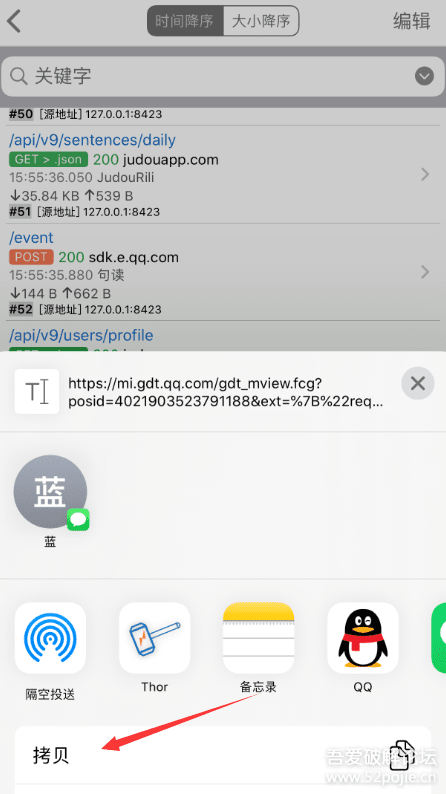 时间降序 大小降序 编辑
关键字
#50 [源地址] 127.0.0.1:8423
/api/v9/sentences/daily
GET > .json 200 judouapp.com
15:55:36.050 JudouRili
↓35.84 KB ↑539 B
#51 [源地址] 127.0.0.1:8423
/event
POST 200 sdk.e.qq.com
15:55:35.880 句读
↓144 B ↑662 B
#52 [源地址] 127.0.0.1:8423
/api/v9/users/profile
https://mi.gdt.qq.com/gdt_mview.fcg?
posid=4021903523791188&ext=%7B%22req...
蓝
蓝
隔空投送 Thor 备忘录 QQ
拷贝
吾爱破解论坛
www.52pojie.cn